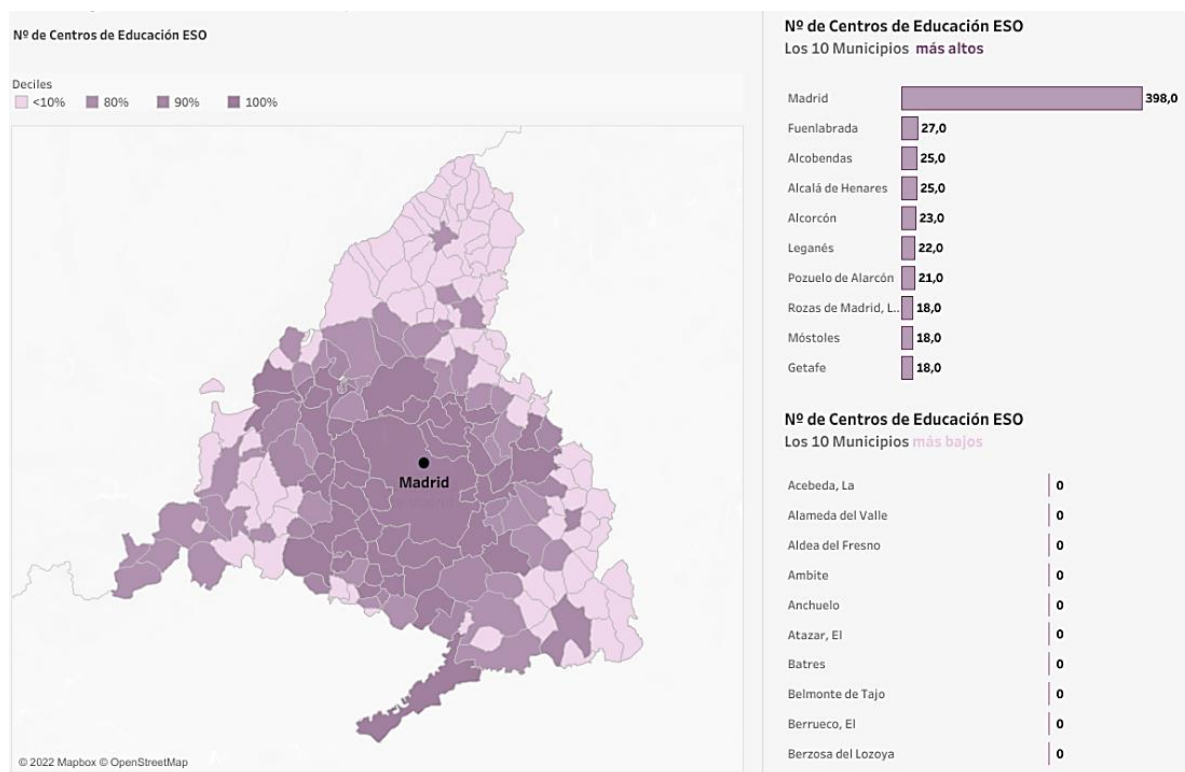 Nº de Centros de Educación ESO
Deciles
<10% 80% 90% 100%
Madrid
© 2022 Mapbox © OpenStreetMap
Nº de Centros de Educación ESO
Los 10 Municipios más altos
Madrid 398,0
Fuenlabrada 27,0
Alcobendas 25,0
Alcalá de Henares 25,0
Alcorcón 23,0
Leganés 22,0
Pozuelo de Alarcón 21,0
Rozas de Madrid, L.. 18,0
Móstoles 18,0
Getafe 18,0
Nº de Centros de Educación ESO
Los 10 Municipios más bajos
Acebeda, La 0
Alameda del Valle 0
Aldea del Fresno 0
Ambite 0
Anchuelo 0
Atazar, El 0
Batres 0
Belmonte de Tajo 0
Berrueco, El 0
Berzosa del Lozoya 0